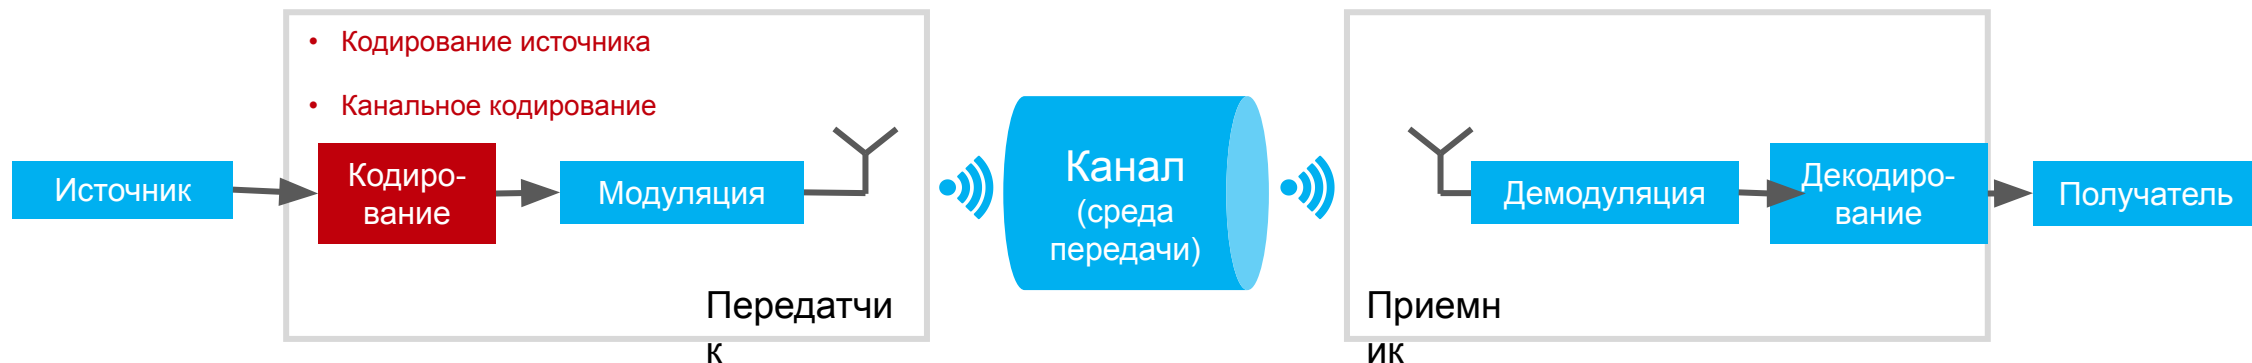 • Кодирование источника
• Канальное кодирование
Источник
Кодиро-
вание
Модуляция
Передатчи
к
Канал
(среда
передачи)
Демодуляция
Декодиро-
вание
Приемн
ик
Получатель